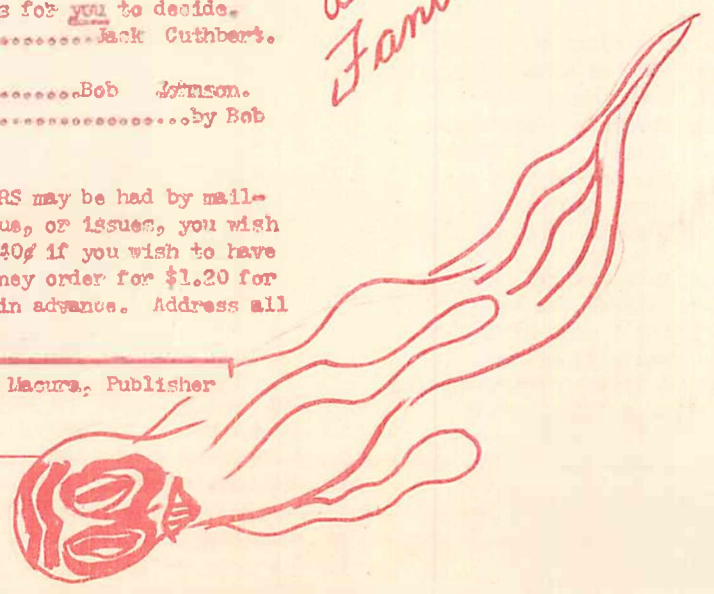 s for you to decide.
..............Jack Cuthbert.
.......Bob Johnson.
...................by Bob
RS may be had by mail-
ue, or issues, you wish
40¢ if you wish to have
ney order for $1.20 for
in advance. Address all
Macura, Publisher
Fant